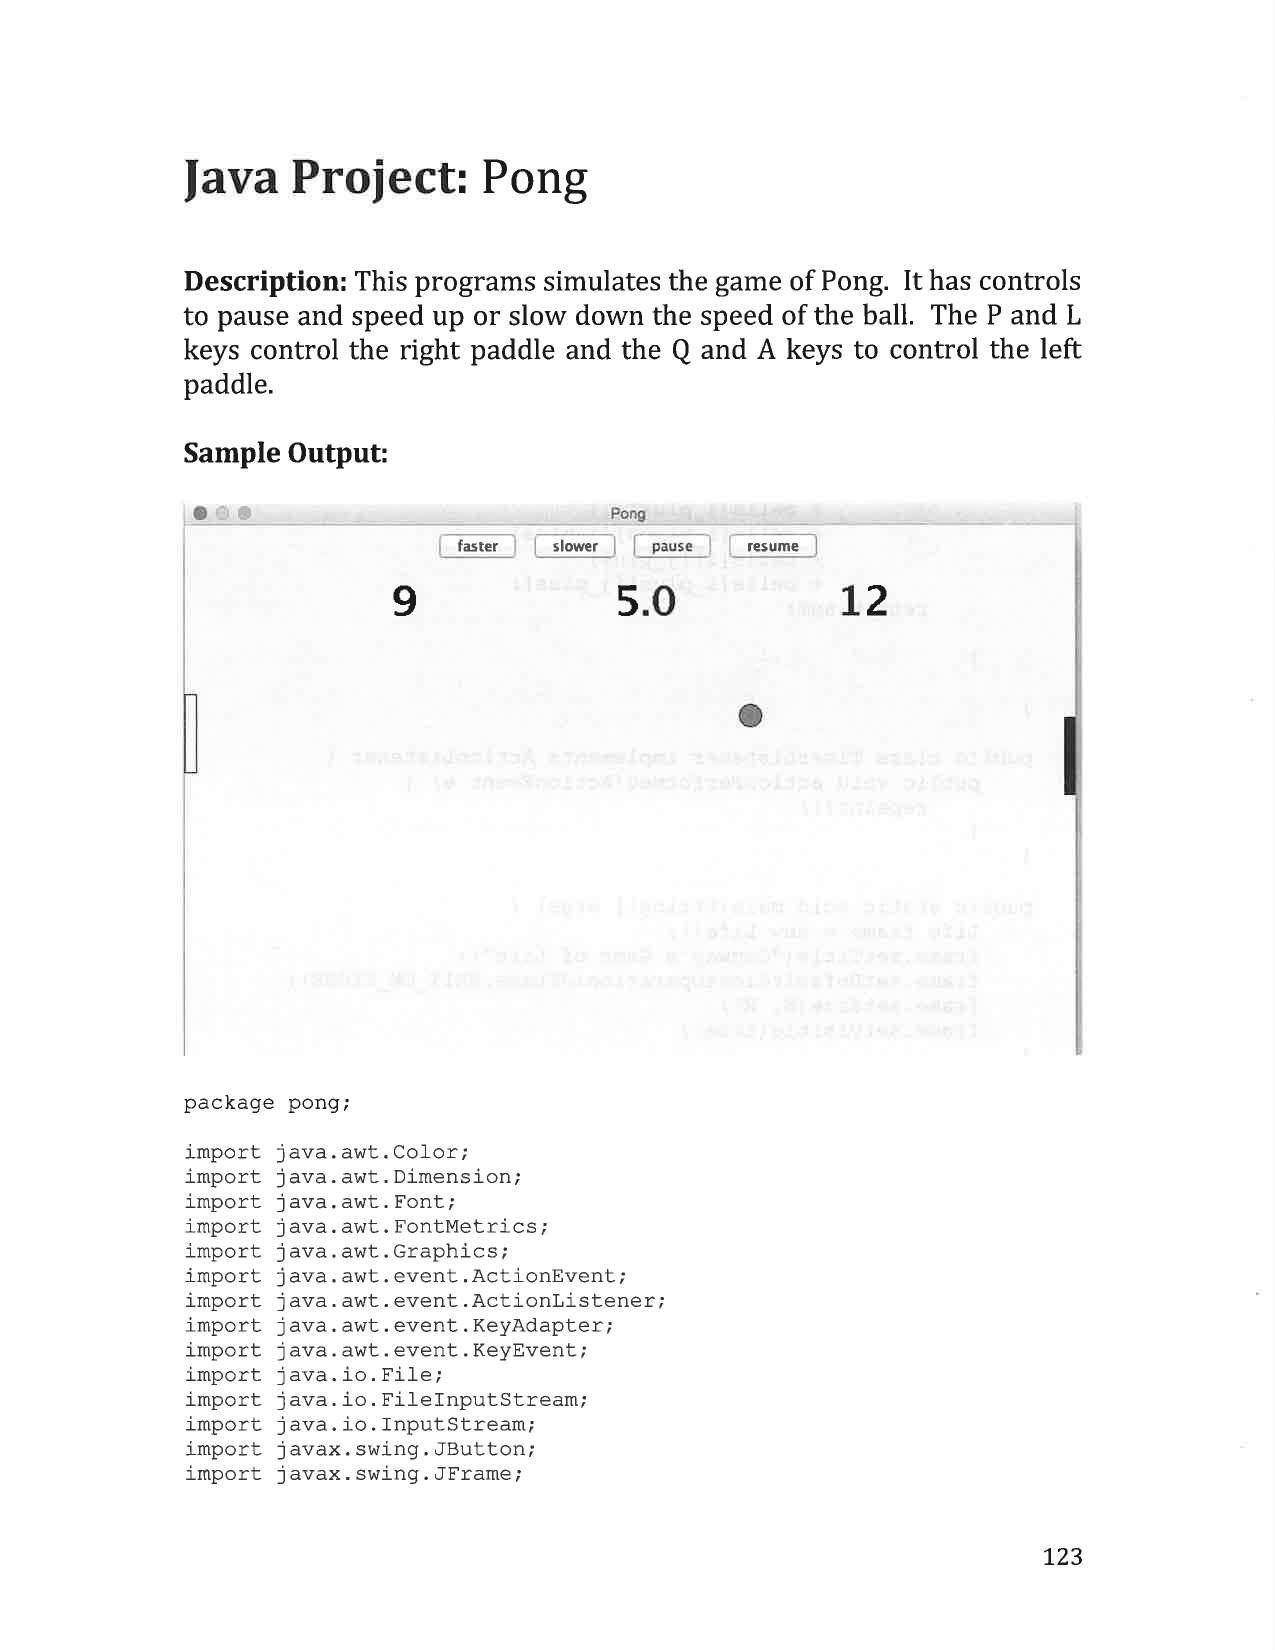 Java Project: Pong
Description: This programs simulates the game of Pong. It has controls
to pause and speed up or slow down the speed of the ball. The P and L
keys control the right paddle and the Q and A keys to control the left
paddle.
Sample Output:
Pong
faster slower pause resume
9 5.0 12
package pong;
import java.awt.Color;
import java.awt.Dimension;
import java.awt.Font;
import java.awt.FontMetrics;
import java.awt.Graphics;
import java.awt.event.ActionEvent;
import java.awt.event.ActionListener;
import java.awt.event.KeyAdapter;
import java.awt.event.KeyEvent;
import java.io.File;
import java.io.FileInputStream;
import java.io.InputStream;
import javax.swing.JButton;
import javax.swing.JFrame;
123